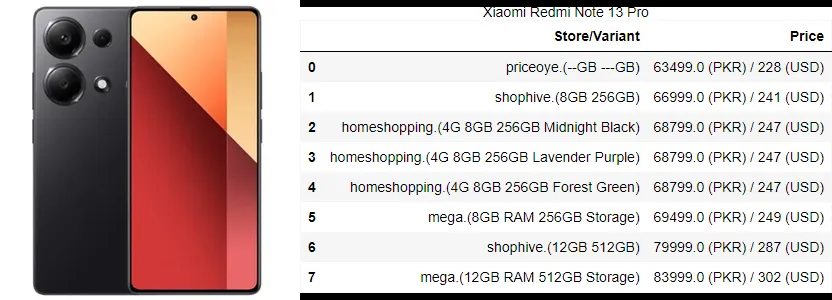 Xiaomi Redmi Note 13 Pro
Store/Variant Price
0 priceoye.(--GB ---GB) 63499.0 (PKR) / 228 (USD)
1 shophive.(8GB 256GB) 66999.0 (PKR) / 241 (USD)
2 homeshopping.(4G 8GB 256GB Midnight Black) 68799.0 (PKR) / 247 (USD)
3 homeshopping.(4G 8GB 256GB Lavender Purple) 68799.0 (PKR) / 247 (USD)
4 homeshopping.(4G 8GB 256GB Forest Green) 68799.0 (PKR) / 247 (USD)
5 mega.(8GB RAM 256GB Storage) 69499.0 (PKR) / 249 (USD)
6 shophive.(12GB 512GB) 79999.0 (PKR) / 287 (USD)
7 mega.(12GB RAM 512GB Storage) 83999.0 (PKR) / 302 (USD)